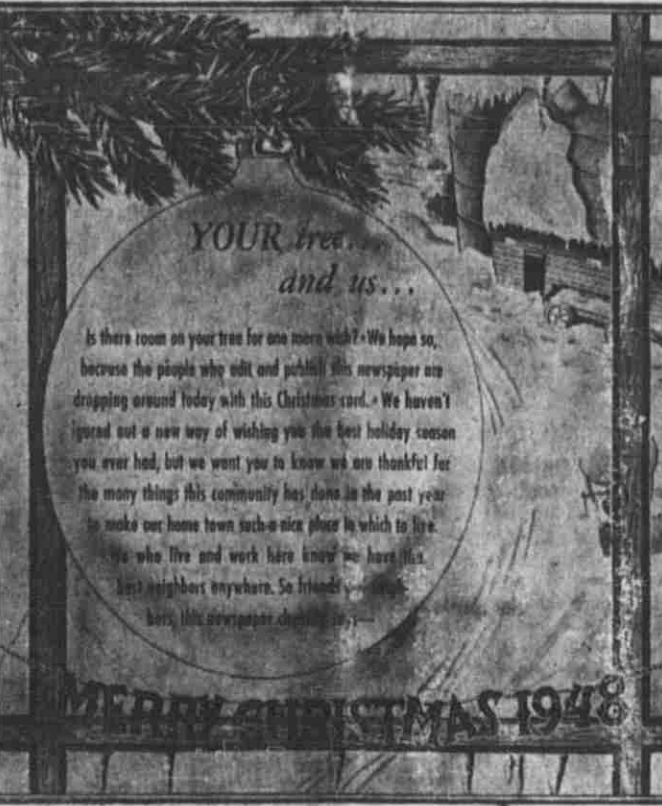 YOUR tree...
and us...
Is there room on your tree for one more wish? • We hope so,
because the people who edit and publish this newspaper are
dropping around today with this Christmas card. • We haven't
igured out a new way of wishing you the best holiday season
you ever had, but we want you to know we are thankful for
the many things this community has done in the past year
to make our home town such a nice place in which to live.
We who live and work here know we have the
best neighbors anywhere. So friends
bors, this newspaper says—
MERRY CHRISTMAS 1948